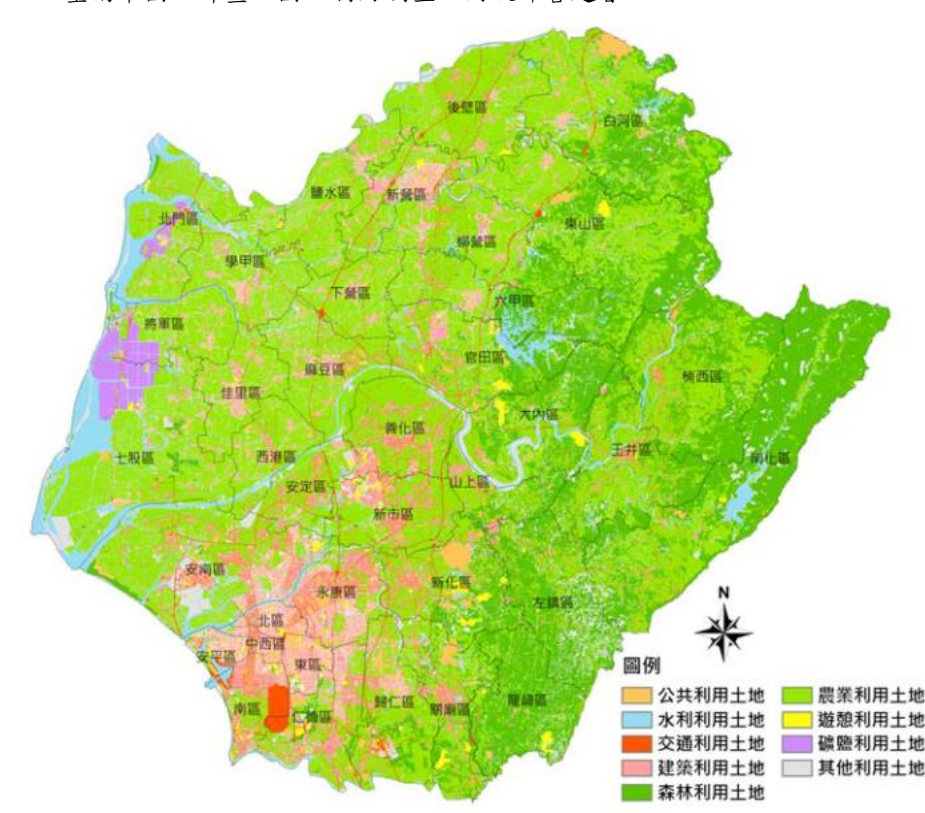 後壁區
白河區
鹽水區
新營區
北門區
東山區
柳營區
學甲區
下營區
六甲區
將軍區
官田區
麻豆區
楠西區
佳里區
大內區
善化區
七股區
西港區
玉井區
南化區
安定區
山上區
新市區
安南區
新化區
永康區
左鎮區
北區
中西區
安平區
東區
南區
仁德區
歸仁區
關廟區
龍崎區
N
圖例
公共利用土地
農業利用土地
水利利用土地
遊憩利用土地
交通利用土地
礦鹽利用土地
建築利用土地
其他利用土地
森林利用土地